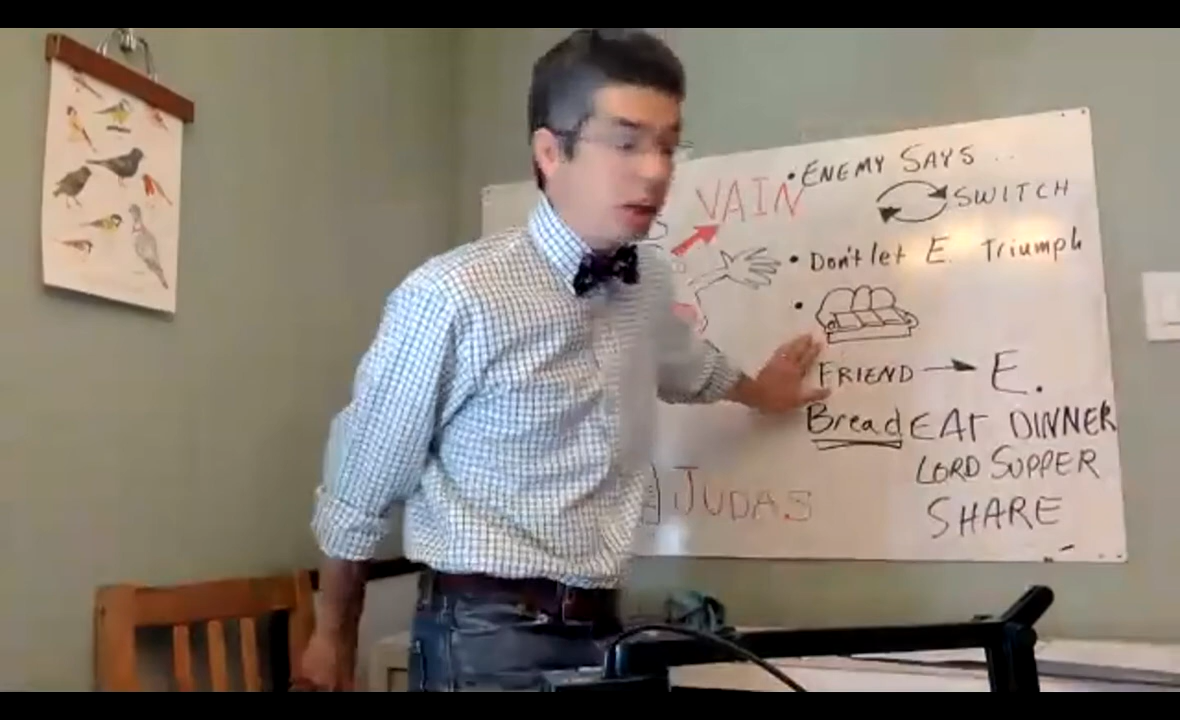 VAIN
• ENEMY SAYS ..
SWITCH
• Don't let E. Triumph
•
FRIEND → E.
Bread EAT DINNER
LORD SUPPER
SHARE
JUDAS